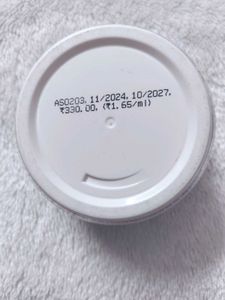 AS0203, 11/2024, 10/2027,
₹330.00, (₹1.65/ml)